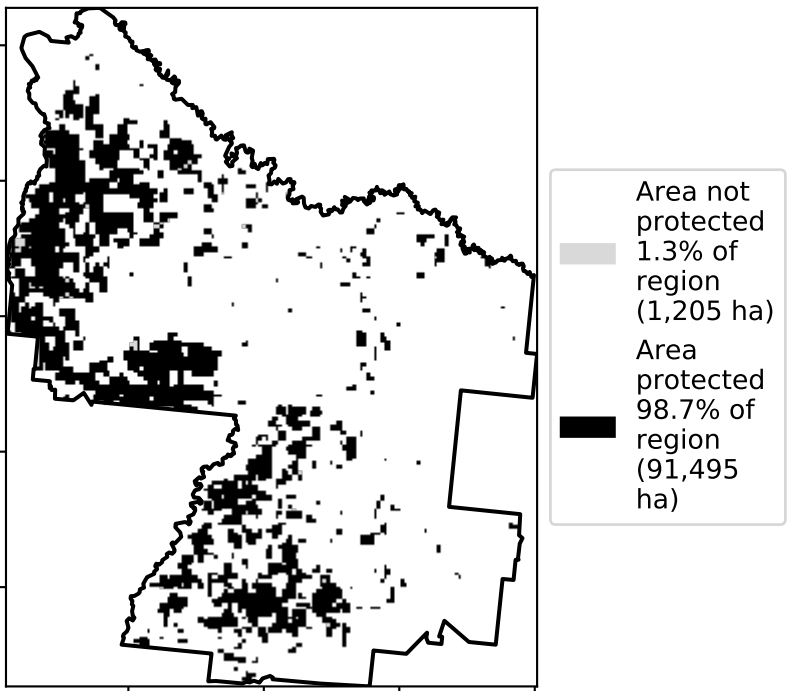 Area not
protected
1.3% of
region
(1,205 ha)
Area
protected
98.7% of
region
(91,495
ha)